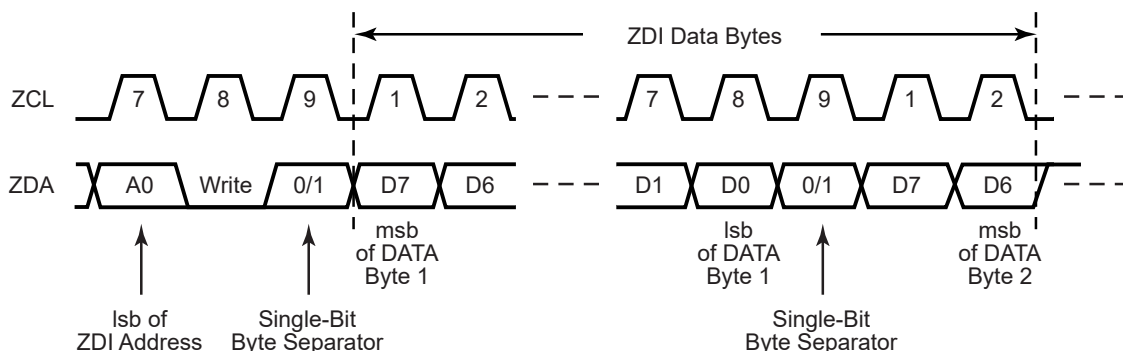 ZDI Data Bytes
ZCL 7 8 9 1 2 7 8 9 1 2
ZDA A0 Write 0/1 D7 D6 D1 D0 0/1 D7 D6
msb
of DATA
Byte 1
lsb
of DATA
Byte 1
msb
of DATA
Byte 2
lsb of
ZDI Address
Single-Bit
Byte Separator
Single-Bit
Byte Separator